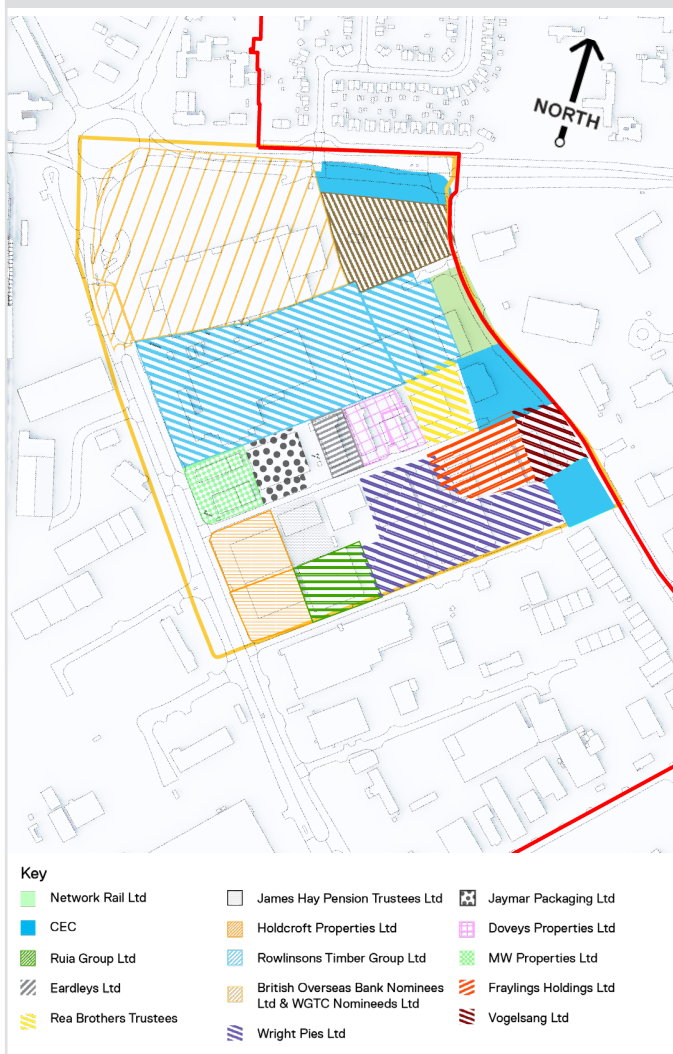 NORTH
Key
Network Rail Ltd
CEC
Ruia Group Ltd
Eardleys Ltd
Rea Brothers Trustees
James Hay Pension Trustees Ltd
Holdcroft Properties Ltd
Rowlinsons Timber Group Ltd
British Overseas Bank Nominees
Ltd & WGTC Nomineeds Ltd
Wright Pies Ltd
Jaymar Packaging Ltd
Doveys Properties Ltd
MW Properties Ltd
Fraylings Holdings Ltd
Vogelsang Ltd